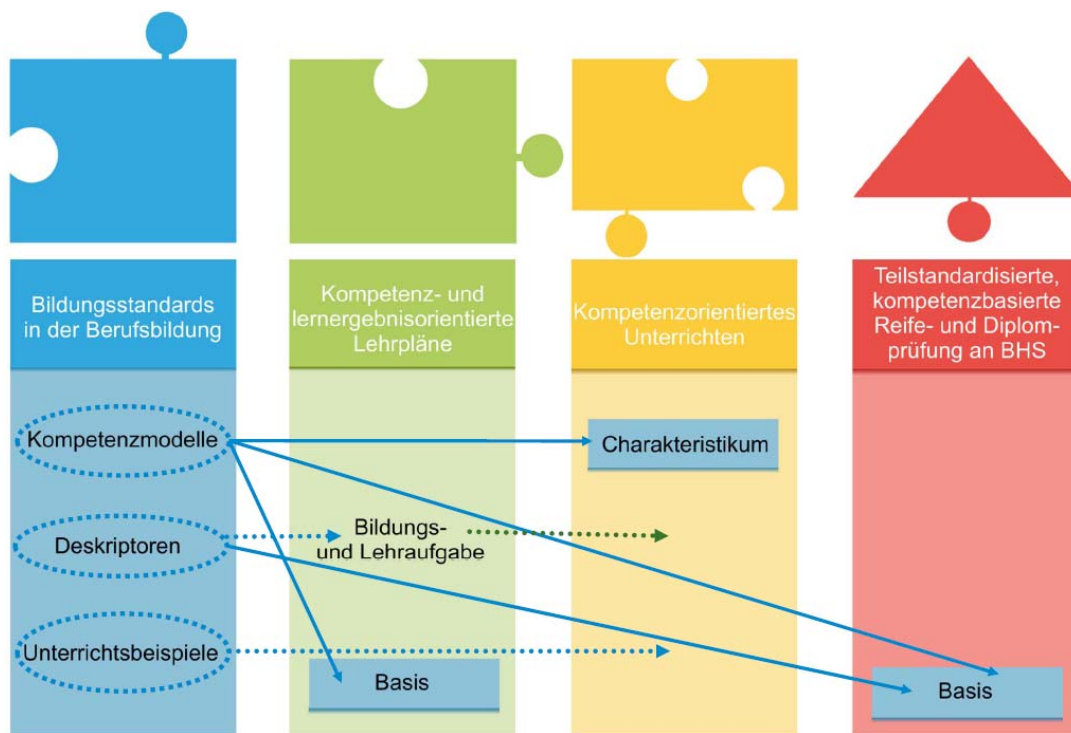 Bildungsstandards
in der Berufsbildung
Kompetenz- und
lernergebnisorientierte
Lehrpläne
Kompetenzorientiertes
Unterrichten
Teilstandardisierte,
kompetenzbasierte
Reife- und Diplom-
prüfung an BHS
Kompetenzmodelle
Charakteristikum
Deskriptoren
Bildungs-
und Lehraufgabe
Unterrichtsbeispiele
Basis
Basis